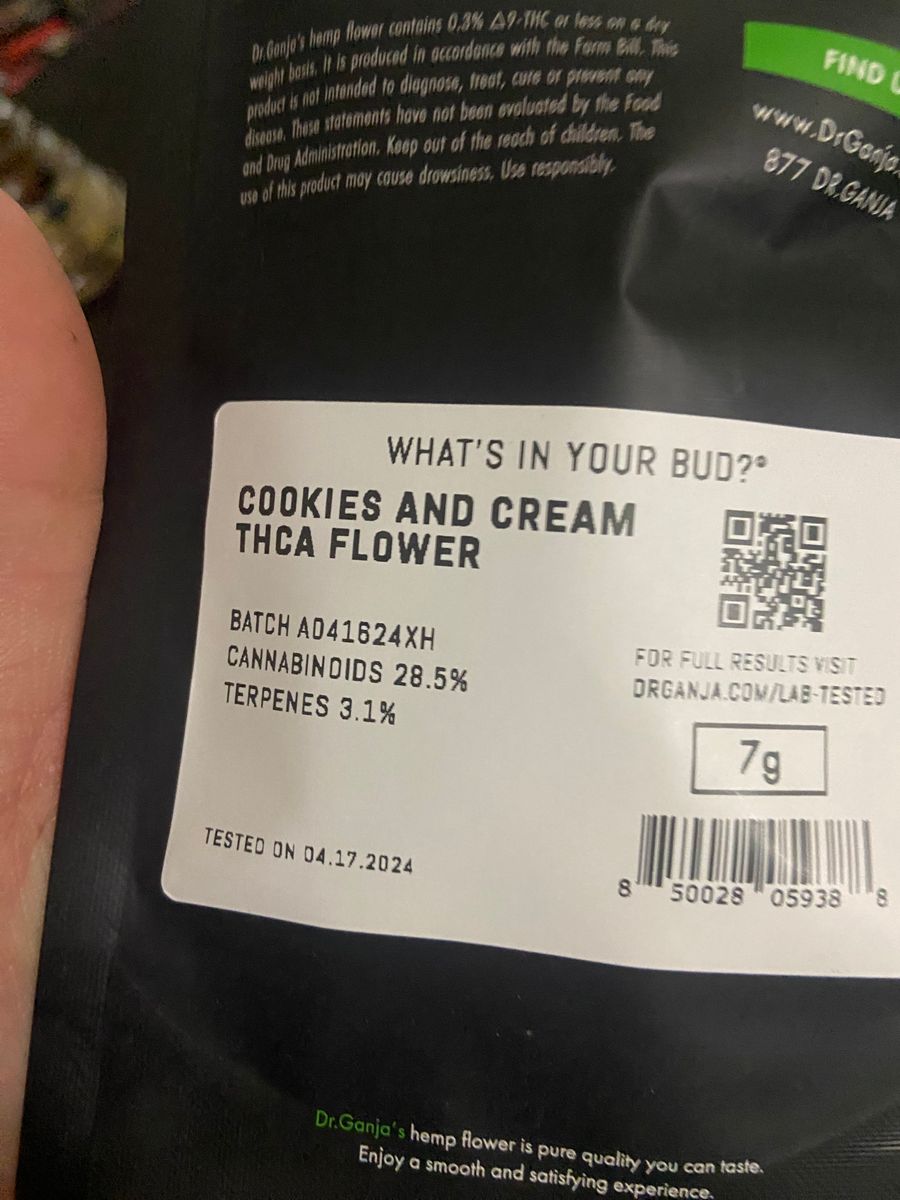 Dr.Ganja's hemp flower contains 0.3% Δ9-THC or less on a dry
weight basis. It is produced in accordance with the Farm Bill. This
product is not intended to diagnose, treat, cure or prevent any
disease. These statements have not been evaluated by the Food
and Drug Administration. Keep out of the reach of children. The
use of this product may cause drowsiness. Use responsibly.
FIND
www.DrGanja.
877 DR.GANJA
WHAT'S IN YOUR BUD?®
COOKIES AND CREAM
THCA FLOWER
BATCH A041624XH
CANNABINOIDS 28.5%
TERPENES 3.1%
TESTED ON 04.17.2024
FOR FULL RESULTS VISIT
DRGANJA.COM/LAB-TESTED
7g
8 50028 05938 8
Dr.Ganja's hemp flower is pure quality you can taste.
Enjoy a smooth and satisfying experience.